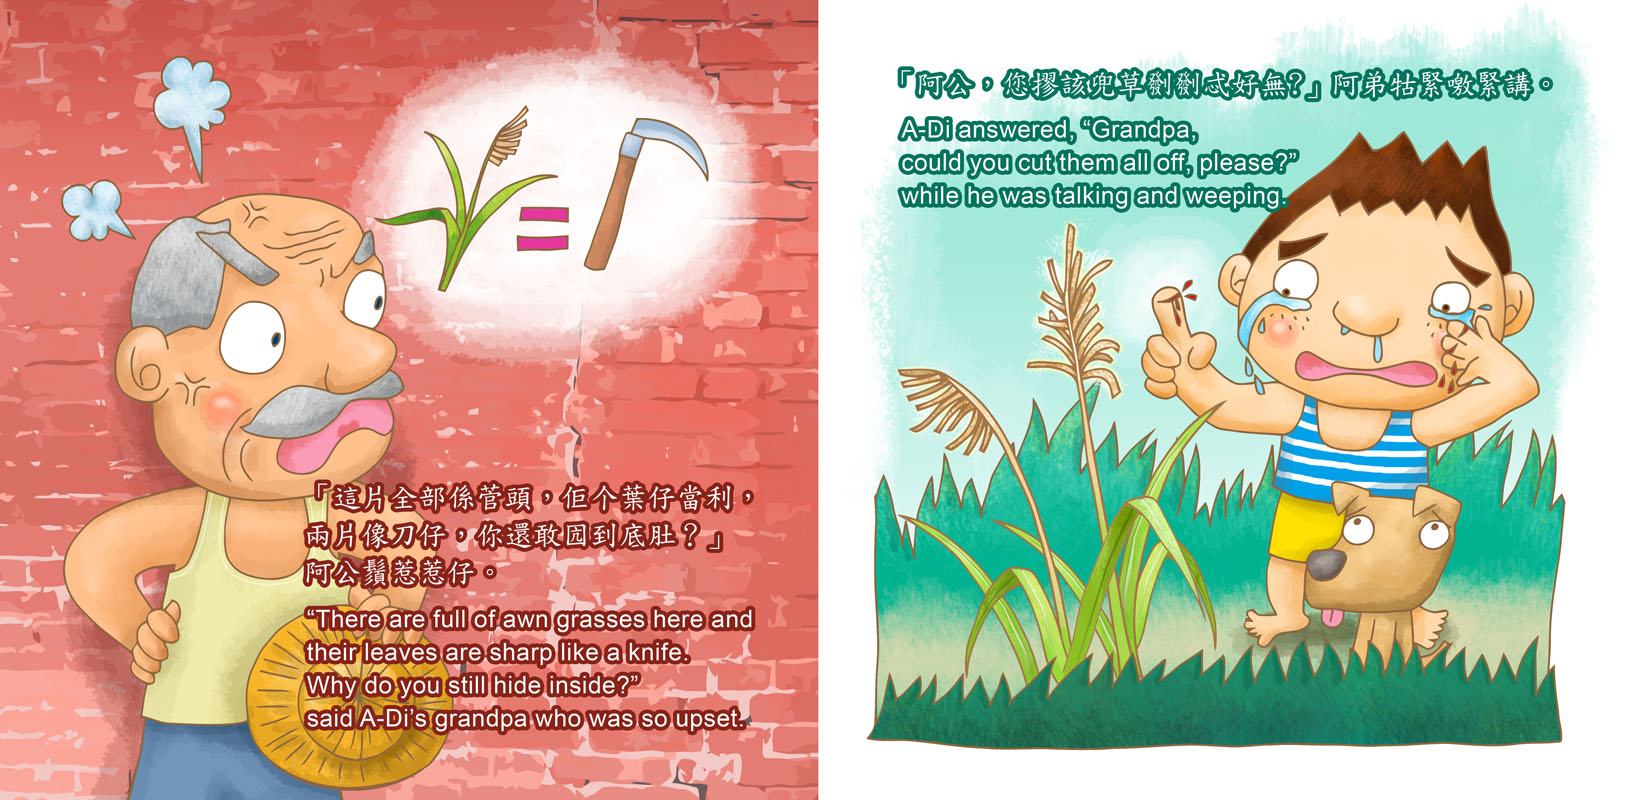 「這片全部係菅頭，佢个葉仔當利，
兩片像刀仔，你還敢囥到底肚？」
阿公鬚惹惹仔。
“There are full of awn grasses here and
their leaves are sharp like a knife.
Why do you still hide inside?”
said A-Di’s grandpa who was so upset.
「阿公，您摎該兜草劉劉忒好無？」阿弟牯緊噭緊講。
A-Di answered, “Grandpa,
could you cut them all off, please?”
while he was talking and weeping.